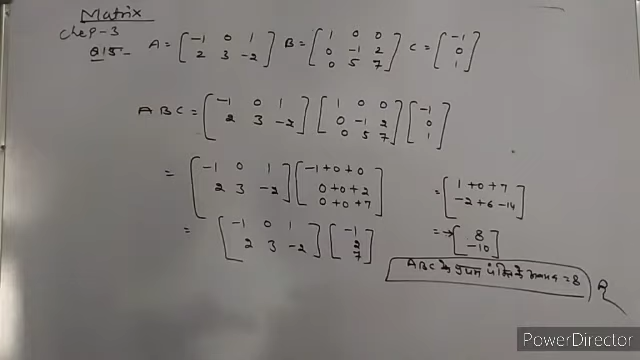 Matrix
chep-3
Q15- A = [-1 0 1 B = [1 0 0 C = [-1
2 3 -2] 0 -1 2 0
0 5 7] 1]
ABC = [-1 0 1 [1 0 0 [-1
2 3 -2] 0 -1 2 0
0 5 7] 1]
= [-1 0 1 [-1+0+0
2 3 -2] 0+0+2
0+0+7]
= [-1 0 1 [-1
2 3 -2] 2
7]
= [1+0+7
-2+6-14]
=→ [8
-10]
ABC के प्रथम पंक्ति के = 8
PowerDirector